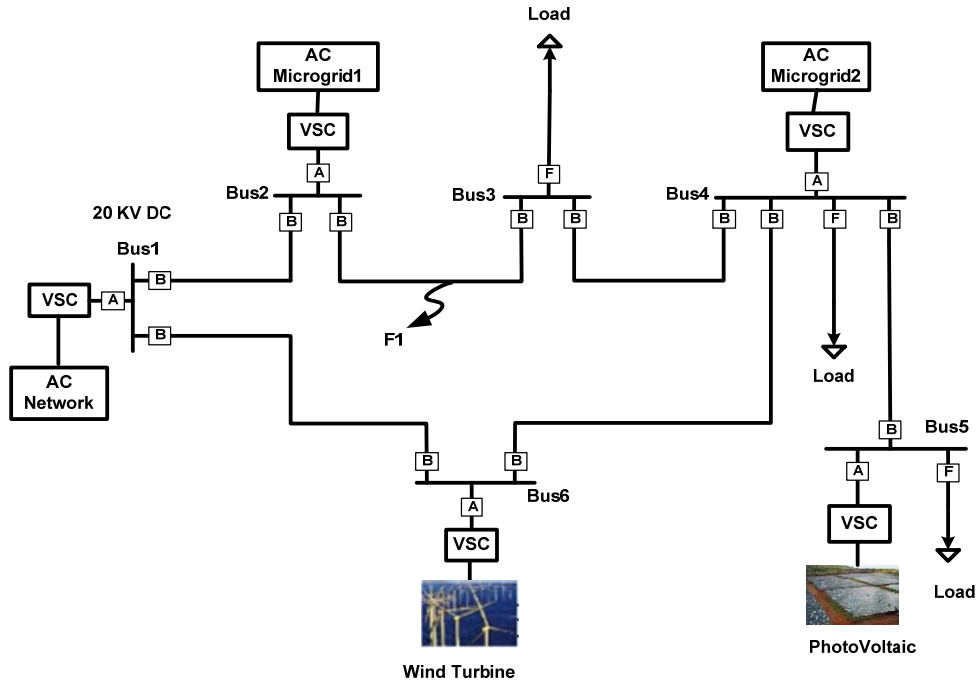 Load
AC
Microgrid1
AC
Microgrid2
VSC
VSC
A
F
A
Bus2
Bus3
Bus4
B
B
B
B
B
B
F
B
20 KV DC
Bus1
B
VSC
A
B
F1
AC
Network
Load
B
Bus5
B
B
A
F
A
Bus6
VSC
VSC
Load
PhotoVoltaic
Wind Turbine